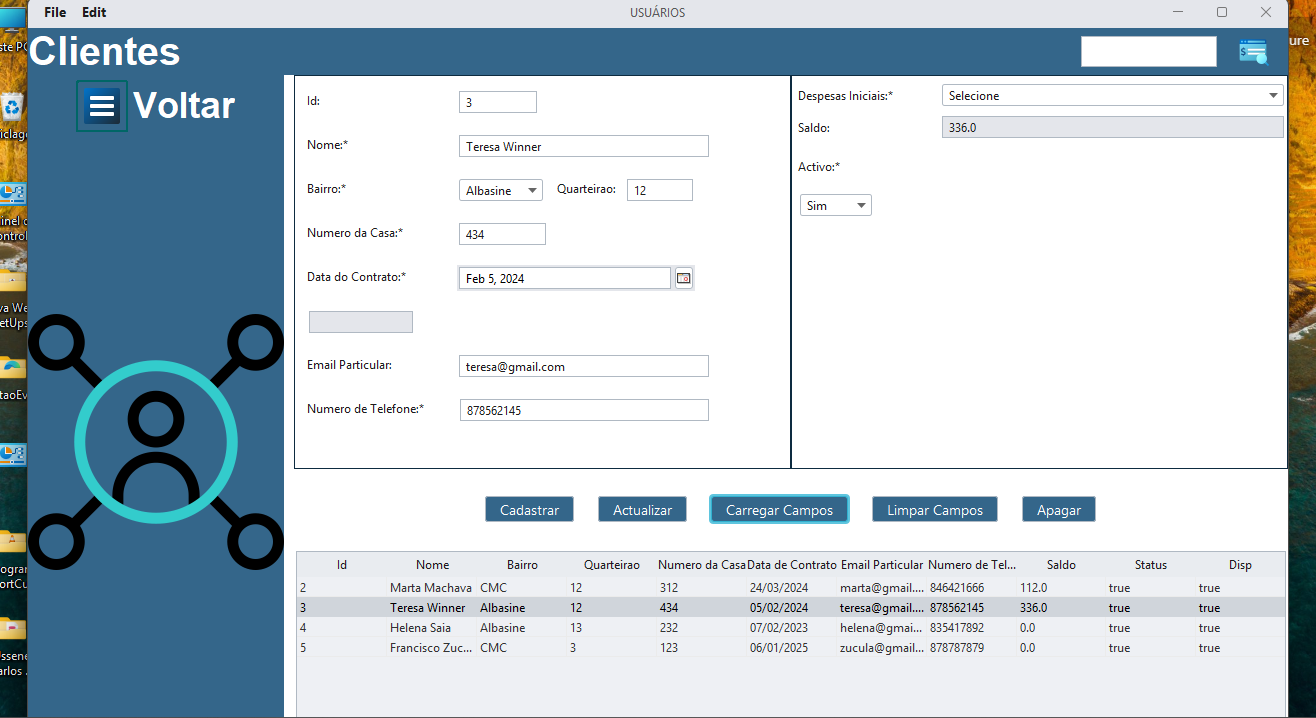 File Edit USUÁRIOS
Clientes
Voltar
Id: 3
Nome:* Teresa Winner
Bairro:* Albasine Quarteirao: 12
Numero da Casa:* 434
Data do Contrato:* Feb 5, 2024
Email Particular: teresa@gmail.com
Numero de Telefone:* 878562145
Despesas Iniciais:* Selecione
Saldo: 336.0
Activo:*
Sim
Cadastrar Actualizar Carregar Campos Limpar Campos Apagar
Id Nome Bairro Quarteirao Numero da Casa Data de Contrato Email Particular Numero de Tel... Saldo Status Disp
2 Marta Machava CMC 12 312 24/03/2024 marta@gmail.... 846421666 112.0 true true
3 Teresa Winner Albasine 12 434 05/02/2024 teresa@gmail.... 878562145 336.0 true true
4 Helena Saia Albasine 13 232 07/02/2023 helena@gmai... 835417892 0.0 true true
5 Francisco Zuc... CMC 3 123 06/01/2025 zucula@gmail.... 878787879 0.0 true true